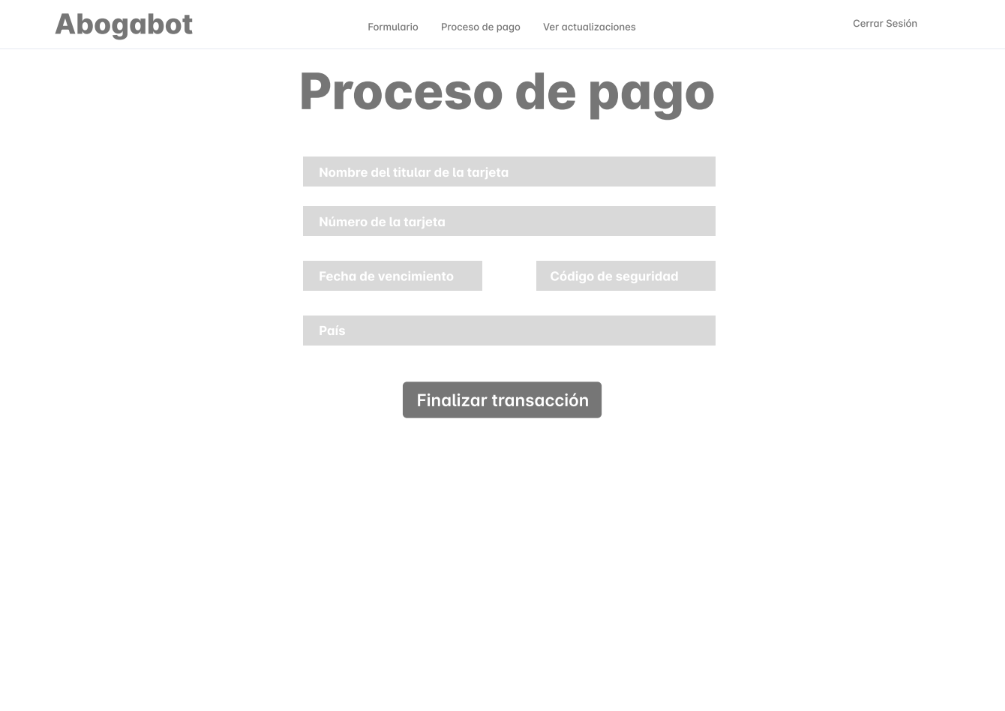 Abogabot
Formulario Proceso de pago Ver actualizaciones
Cerrar Sesión
Proceso de pago
Nombre del titular de la tarjeta
Número de la tarjeta
Fecha de vencimiento Código de seguridad
País
Finalizar transacción